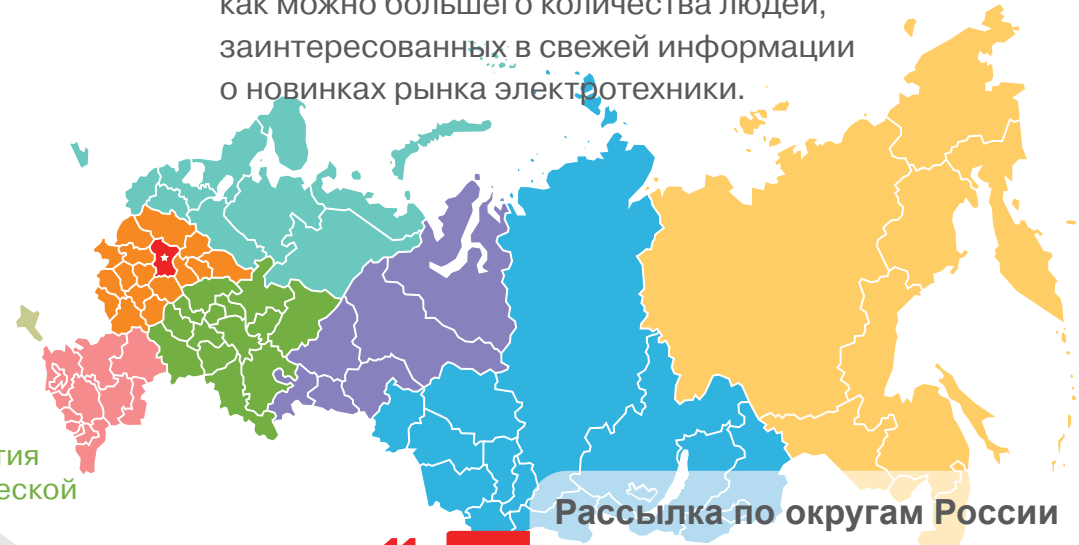 как можно большего количества людей,
заинтересованных в свежей информации
о новинках рынка электротехники.
тия
еской
Рассылка по округам России